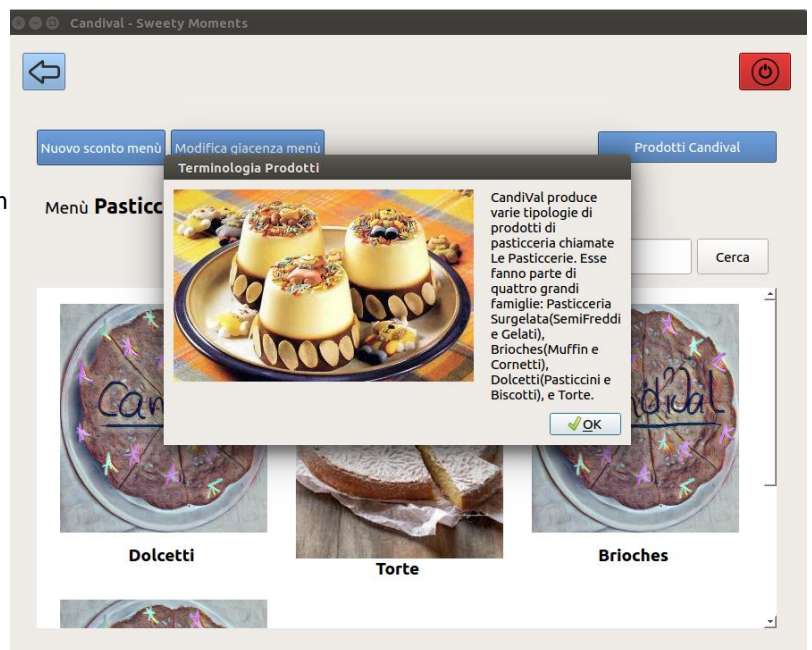 Candival - Sweety Moments
Nuovo sconto menù
Modifica giacenza menù
Prodotti Candival
Terminologia Prodotti
Menù Pasticc
CandiVal produce
varie tipologie di
prodotti di
pasticceria chiamate
Le Pasticcerie. Esse
fanno parte di
quattro grandi
famiglie: Pasticceria
Surgelata(SemiFreddi
e Gelati),
Brioches(Muffin e
Cornetti),
Dolcetti(Pasticcini e
Biscotti), e Torte.
OK
Cerca
Dolcetti
Torte
Brioches